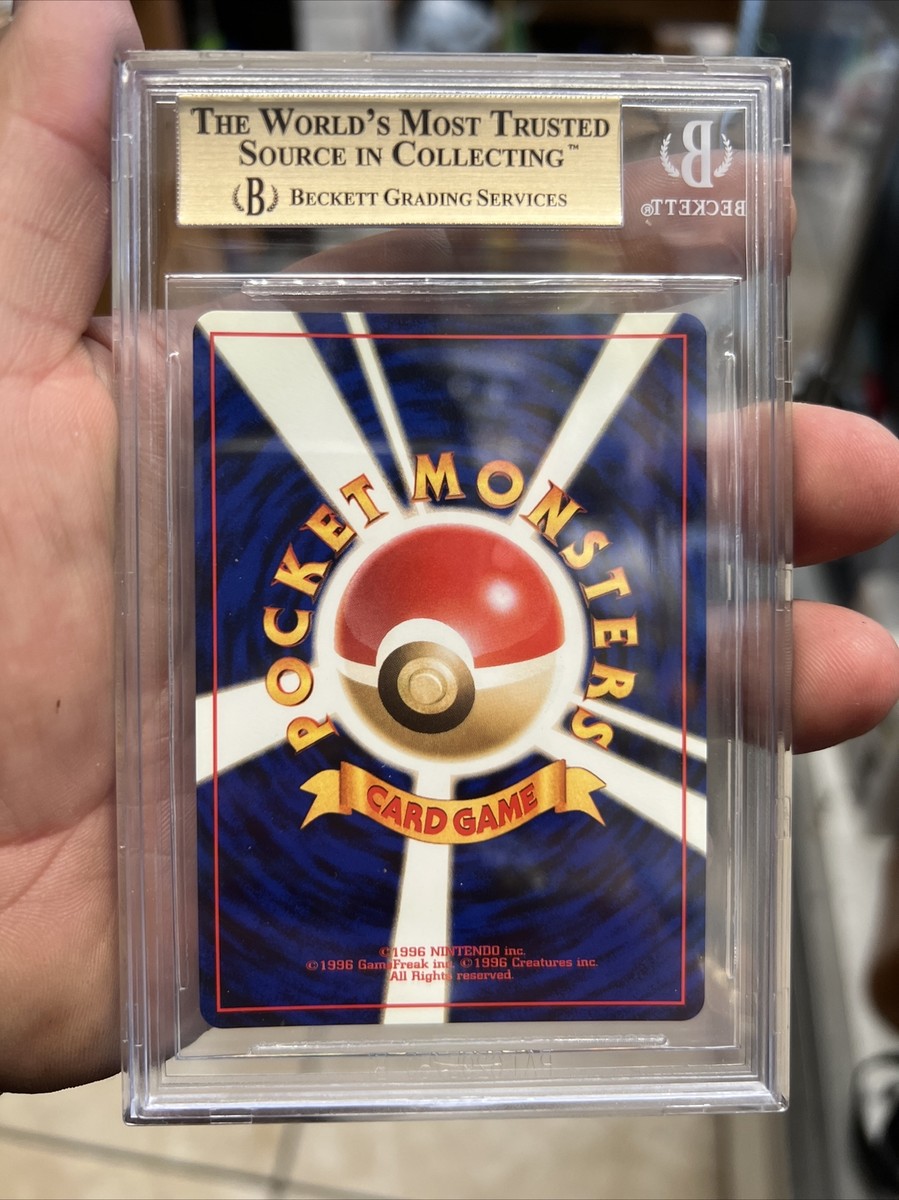 THE WORLD'S MOST TRUSTED
SOURCE IN COLLECTING™
B BECKETT GRADING SERVICES
B
BECKETT®
POCKET MONSTERS
CARD GAME
©1996 NINTENDO inc.
©1996 GameFreak inc. ©1996 Creatures inc.
All Rights reserved.